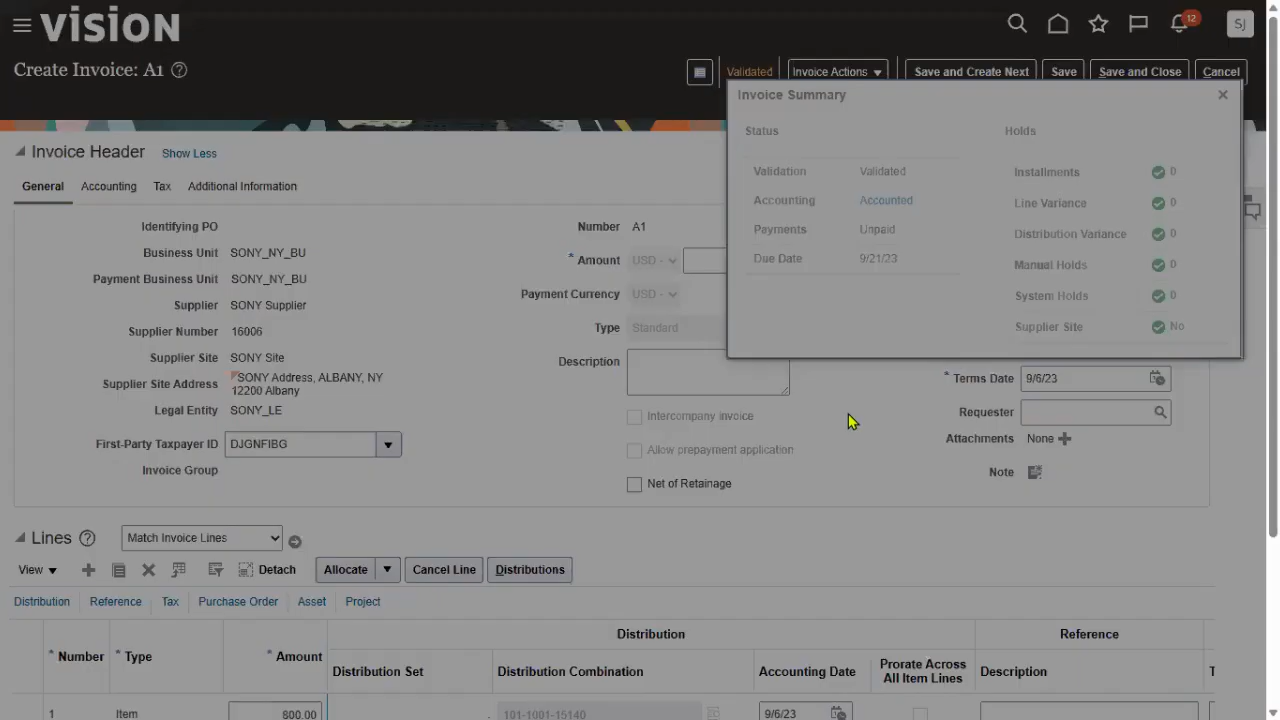 vision
12
SJ
Create Invoice: A1
Validated
Invoice Actions
Save and Create Next
Save
Save and Close
Cancel
Invoice Summary
Status
Holds
Validation Validated
Accounting Accounted
Payments Unpaid
Due Date 9/21/23
Installments 0
Line Variance 0
Distribution Variance 0
Manual Holds 0
System Holds 0
Supplier Site No
Invoice Header Show Less
General Accounting Tax Additional Information
Identifying PO
Business Unit SONY_NY_BU
Payment Business Unit SONY_NY_BU
Supplier SONY Supplier
Supplier Number 16006
Supplier Site SONY Site
Supplier Site Address SONY Address, ALBANY, NY
12200 Albany
Legal Entity SONY_LE
First-Party Taxpayer ID DJGNFIBG
Invoice Group
Number A1
* Amount USD -
Payment Currency USD -
Type Standard
Description
Intercompany invoice
Allow prepayment application
Net of Retainage
* Terms Date 9/6/23
Requester
Attachments None
Note
Lines Match Invoice Lines
View Detach Allocate Cancel Line Distributions
Distribution Reference Tax Purchase Order Asset Project
Distribution Reference
* Number * Type * Amount Distribution Set Distribution Combination Accounting Date Prorate Across
All Item Lines Description T
1 Item 800.00 101-1001-15140 9/6/23